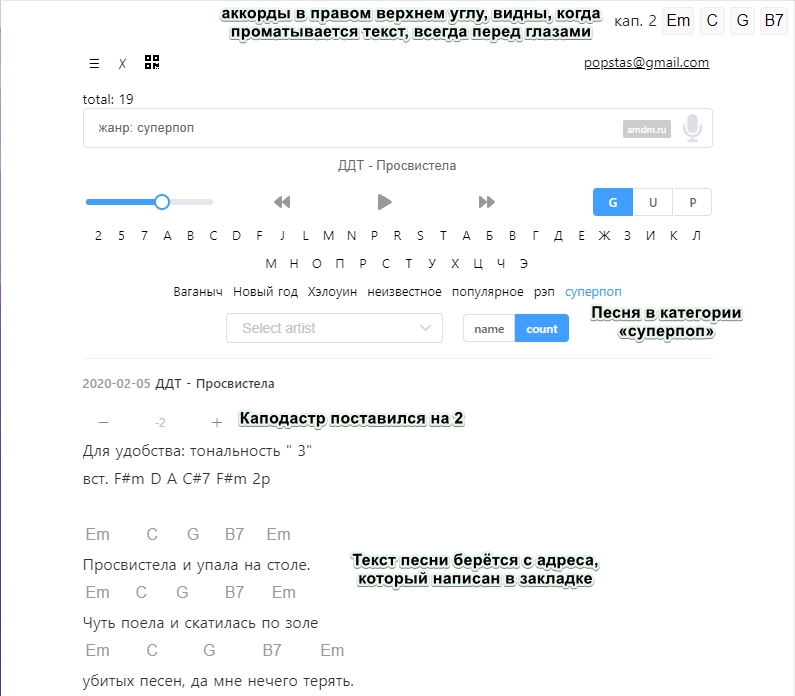 аккорды в правом верхнем углу, видны, когда
проматывается текст, всегда перед глазами
кап. 2 Em C G B7
☰ X
popstas@gmail.com
total: 19
жанр: суперпоп
amdm.ru
ДДТ - Просвистела
G U P
2 5 7 A B C D F J L M N P R S T А Б В Г Д Е Ж З И К Л
М Н О П Р С Т У Х Ц Ч Э
Ваганыч Новый год Хэлоуин неизвестное популярное рэп суперпоп
Песня в категории
«суперпоп»
Select artist
name count
2020-02-05 ДДТ - Просвистела
— -2 +
Каподастр поставился на 2
Для удобства: тональность " 3"
вст. F#m D A C#7 F#m 2р
Em C G B7 Em
Просвистела и упала на столе.
Текст песни берётся с адреса,
который написан в закладке
Em C G B7 Em
Чуть поела и скатилась по золе
Em C G B7 Em
убитых песен, да мне нечего терять.